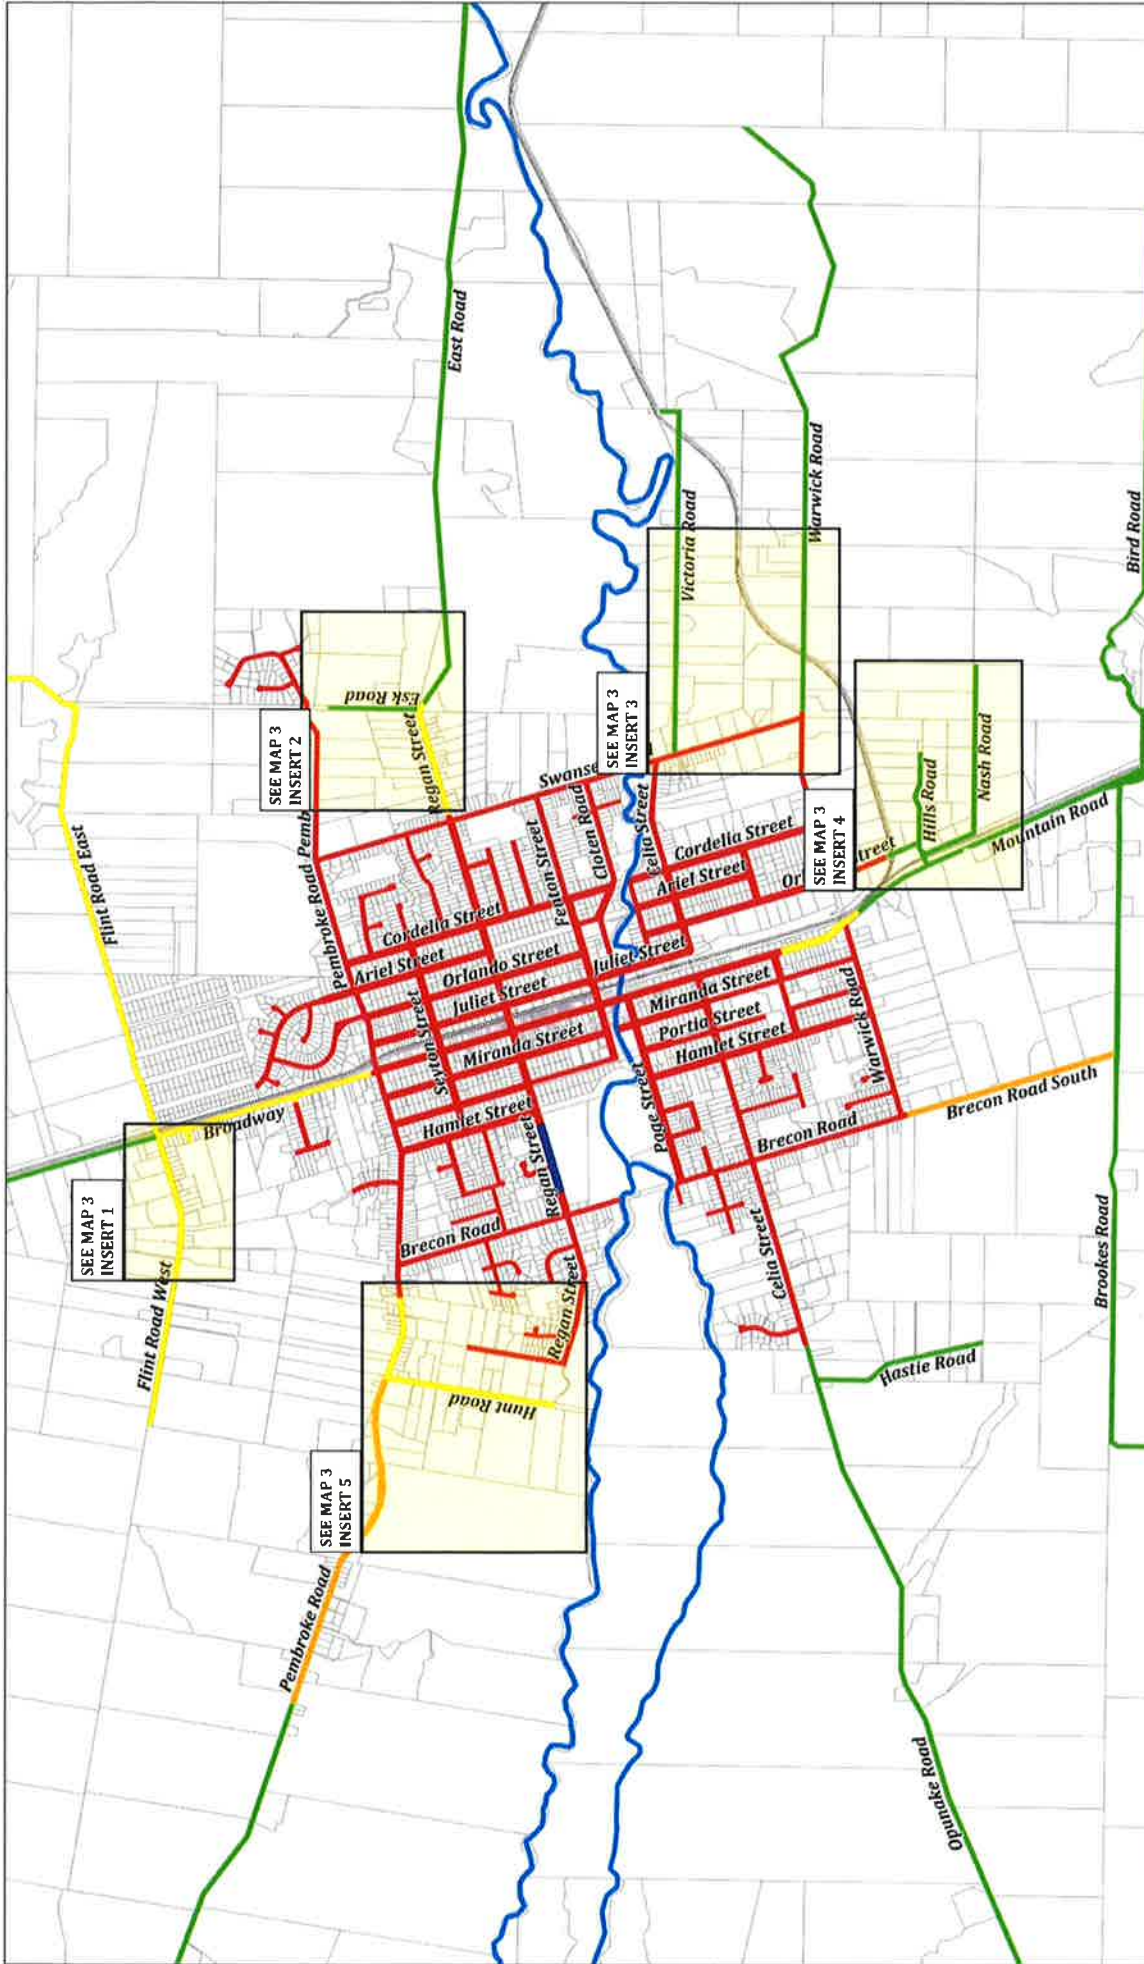 Flint Road East
SEE MAP 3
INSERT 2
Esk Road
East Road
Regan Street
Pembroke Road
Pemb
Swanse
SEE MAP 3
INSERT 3
Victoria Road
Warwick Road
Bird Road
Fenton Street
Cloten Road
Celia Street
Cordelia Street
Cordelia Street
Ariel Street
Ariel Street
Or
SEE MAP 3
INSERT 4
treet
Hills Road
Nash Road
Mountain Road
Orlando Street
Juliet Street
Juliet Street
Seyton Street
Miranda Street
Miranda Street
Portia Street
Hamlet Street
Hamlet Street
Warwick Road
Broadway
Page Street
Regan Street
Brecon Road
Brecon Road South
SEE MAP 3
INSERT 1
Flint Road West
Brecon Road
Celia Street
Brookes Road
Regan Street
Hunt Road
Hastie Road
SEE MAP 3
INSERT 5
Pembroke Road
Opunake Road